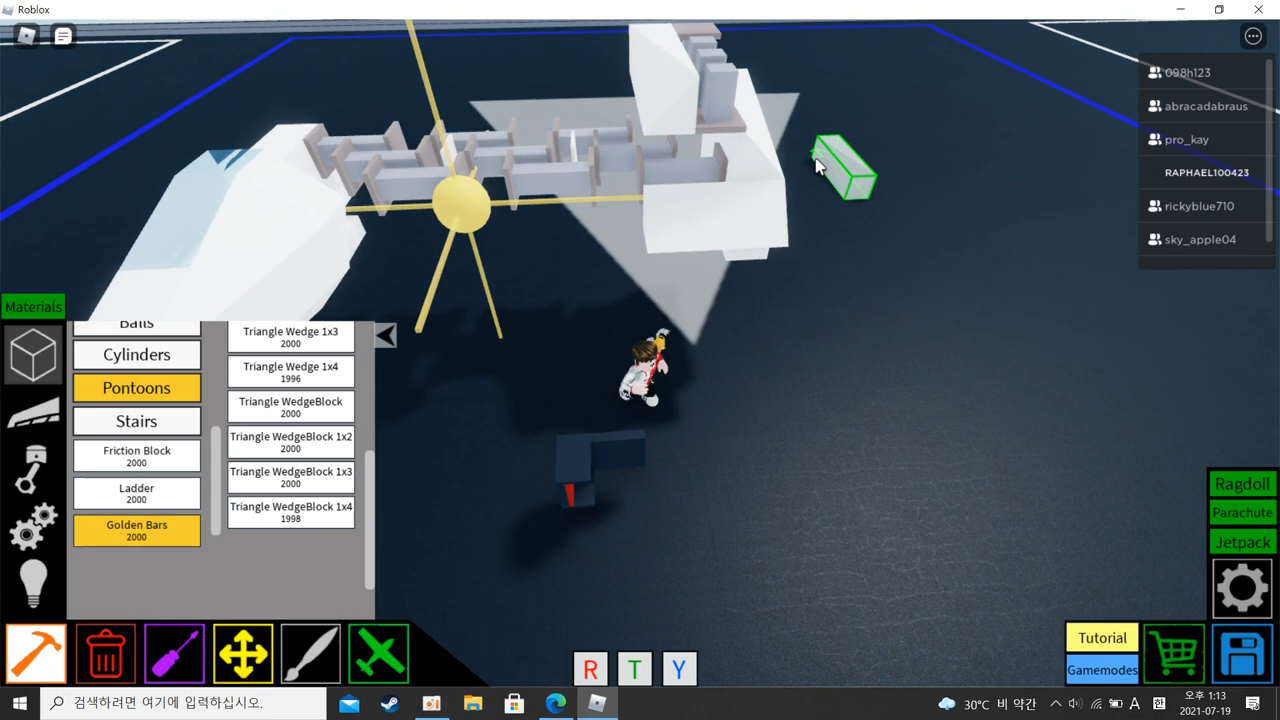 Roblox
098h123
abracadabraus
pro_kay
RAPHAEL100423
rickyblue710
sky_apple04
Materials
Balls
Cylinders
Pontoons
Stairs
Friction Block
2000
Ladder
2000
Golden Bars
2000
Triangle Wedge 1x3
2000
Triangle Wedge 1x4
1996
Triangle WedgeBlock
2000
Triangle WedgeBlock 1x2
2000
Triangle WedgeBlock 1x3
2000
Triangle WedgeBlock 1x4
1998
Ragdoll
Parachute
Jetpack
R T Y
Tutorial
Gamemodes
검색하려면 여기에 입력하십시오.
30°C 비 약간
A
한
오후 1:13
2021-07-19